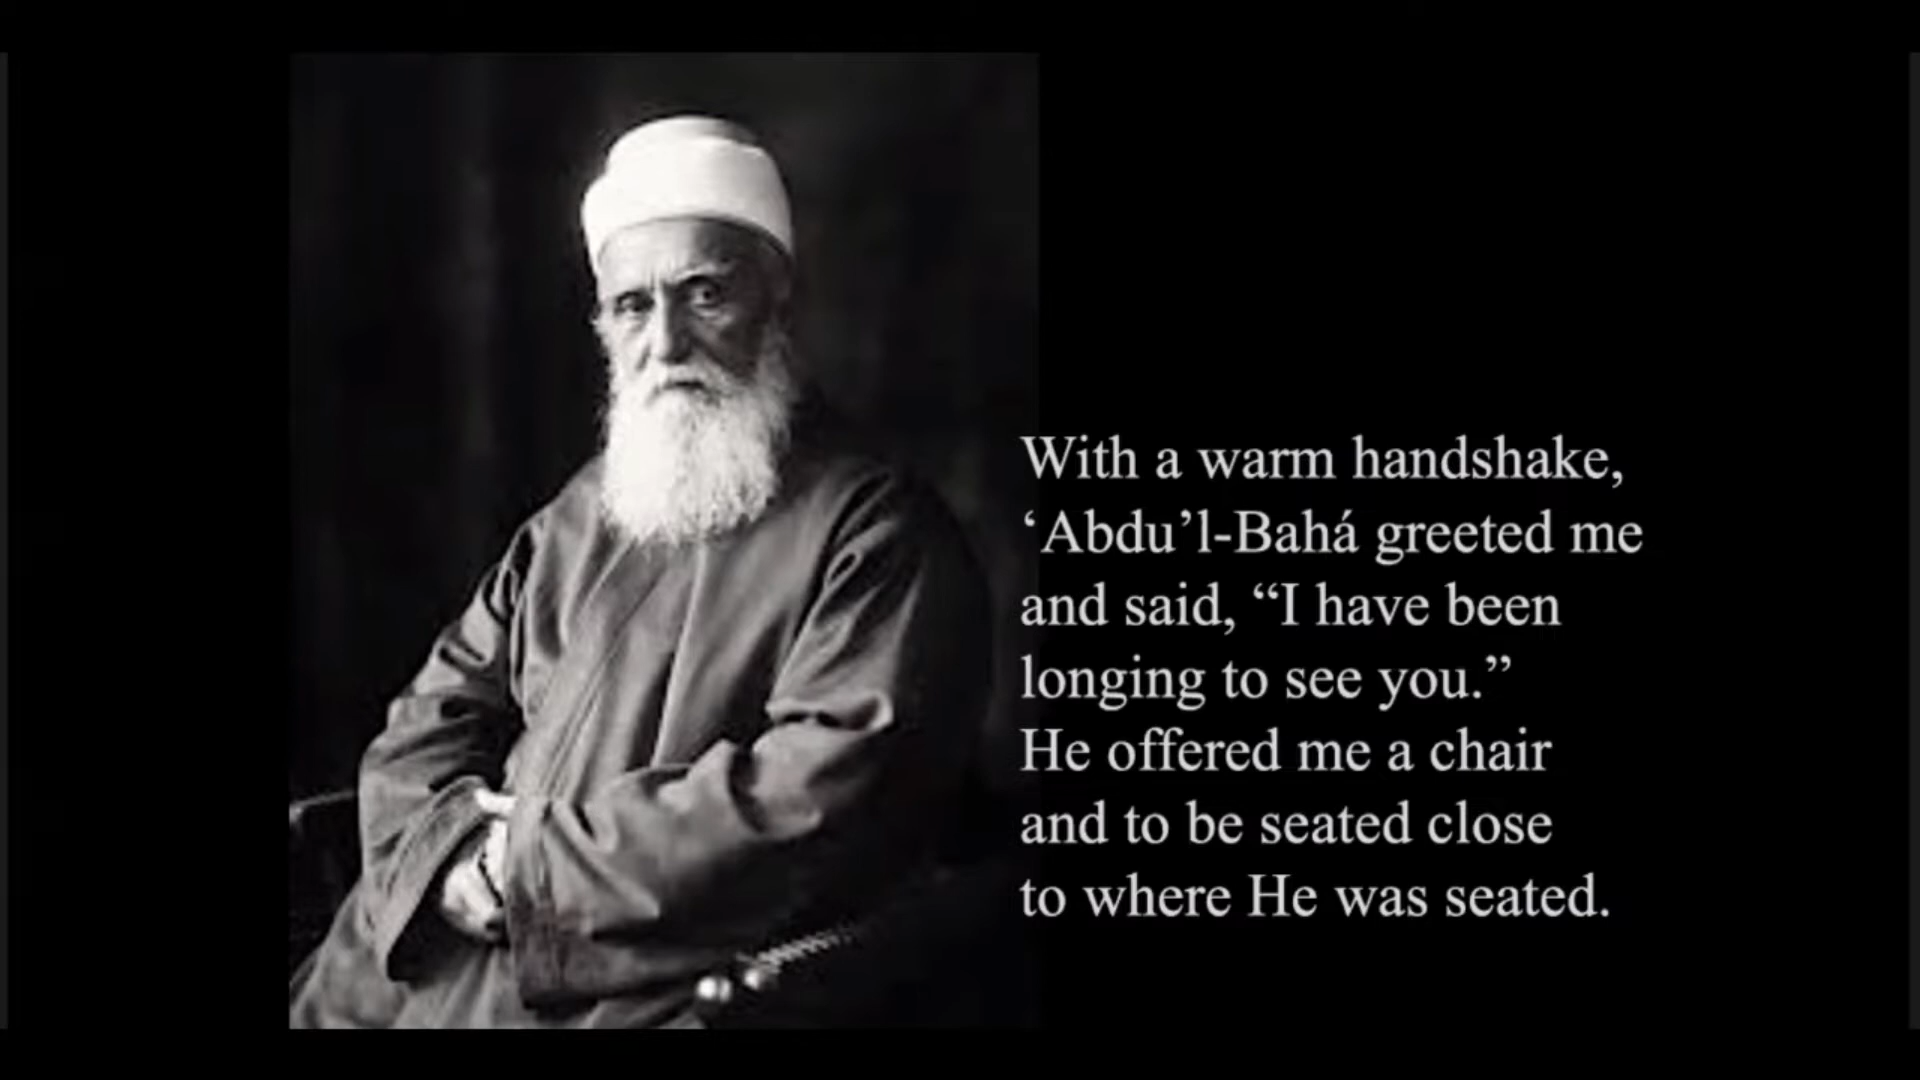 With a warm handshake,
‘Abdu’l-Bahá greeted me
and said, “I have been
longing to see you.”
He offered me a chair
and to be seated close
to where He was seated.